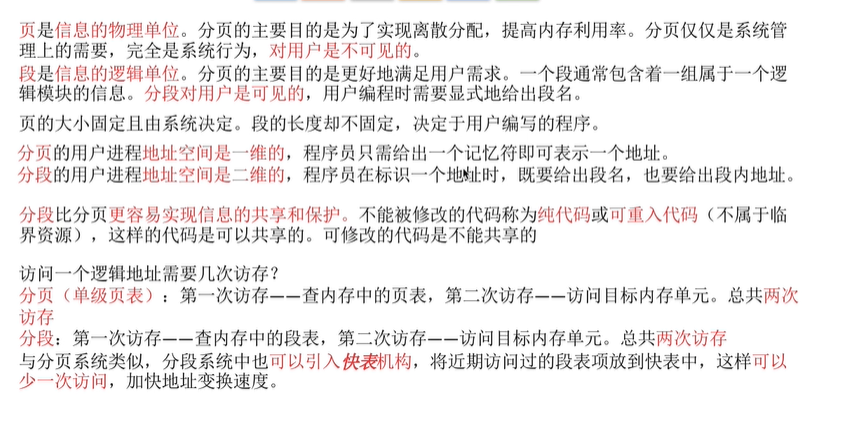 页是信息的物理单位。分页的主要目的是为了实现离散分配，提高内存利用率。分页仅仅是系统管
理上的需要，完全是系统行为，对用户是不可见的。
段是信息的逻辑单位。分页的主要目的是更好地满足用户需求。一个段通常包含着一组属于一个逻
辑模块的信息。分段对用户是可见的，用户编程时需要显式地给出段名。
页的大小固定且由系统决定。段的长度却不固定，决定于用户编写的程序。
分页的用户进程地址空间是一维的，程序员只需给出一个记忆符即可表示一个地址。
分段的用户进程地址空间是二维的，程序员在标识一个地址时，既要给出段名，也要给出段内地址。
分段比分页更容易实现信息的共享和保护。不能被修改的代码称为纯代码或可重入代码（不属于临
界资源），这样的代码是可以共享的。可修改的代码是不能共享的
访问一个逻辑地址需要几次访存？
分页（单级页表）：第一次访存——查内存中的页表，第二次访存——访问目标内存单元。总共两次
访存
分段：第一次访存——查内存中的段表，第二次访存——访问目标内存单元。总共两次访存
与分页系统类似，分段系统中也可以引入快表机构，将近期访问过的段表项放到快表中，这样可以
少一次访问，加快地址变换速度。